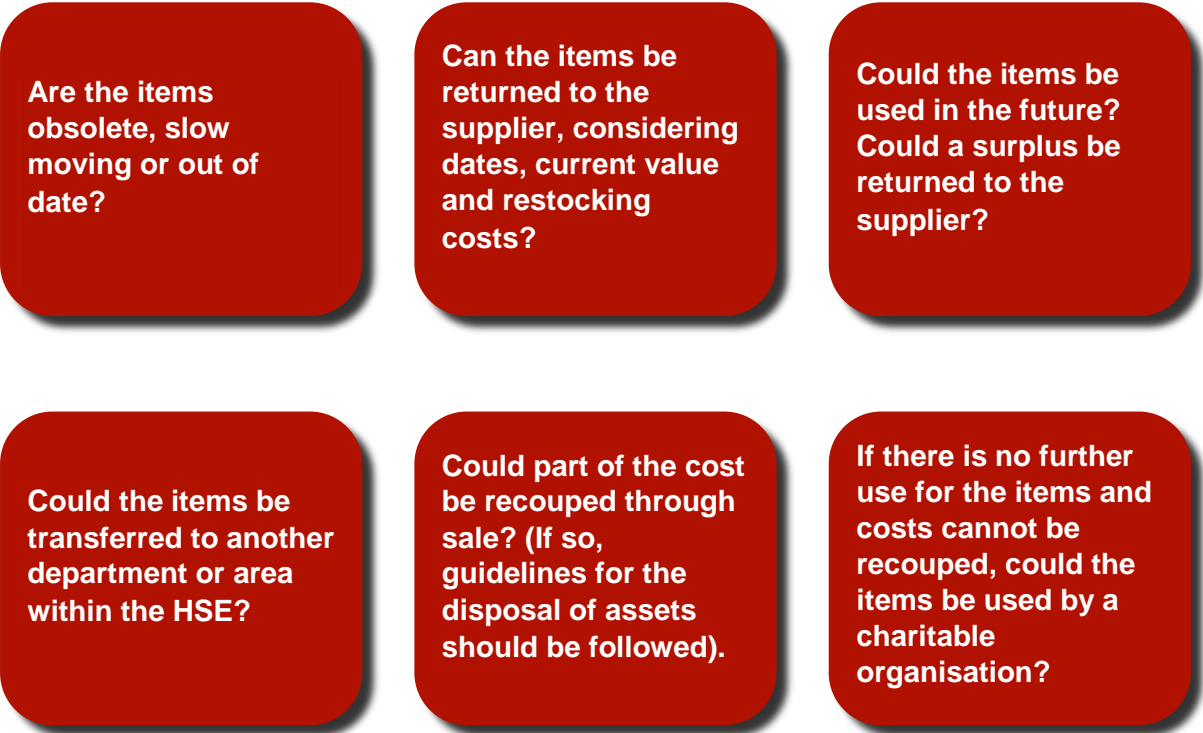 Are the items
obsolete, slow
moving or out of
date?
Can the items be
returned to the
supplier, considering
dates, current value
and restocking
costs?
Could the items be
used in the future?
Could a surplus be
returned to the
supplier?
Could the items be
transferred to another
department or area
within the HSE?
Could part of the cost
be recouped through
sale? (If so,
guidelines for the
disposal of assets
should be followed).
If there is no further
use for the items and
costs cannot be
recouped, could the
items be used by a
charitable
organisation?